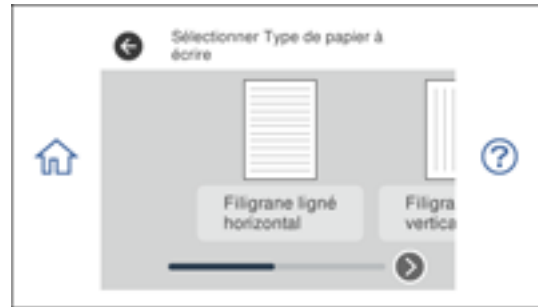 Sélectionner Type de papier à
écrire
Filigrane ligné
horizontal
Filigra
vertica